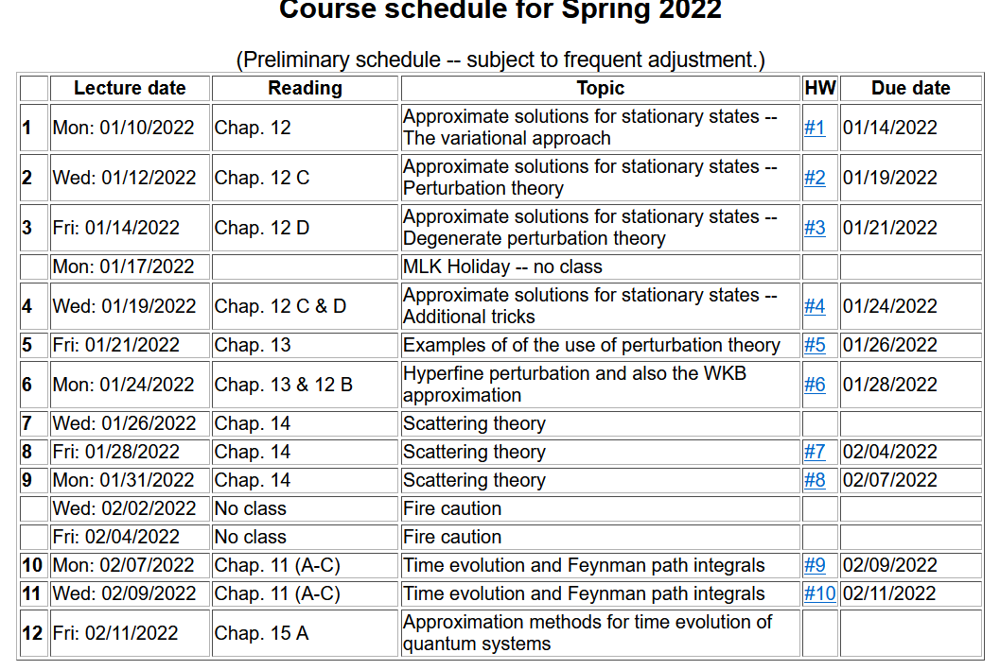 Course schedule for Spring 2022
(Preliminary schedule -- subject to frequent adjustment.)
Lecture date Reading Topic HW Due date
1 Mon: 01/10/2022 Chap. 12 Approximate solutions for stationary states --
The variational approach #1 01/14/2022
2 Wed: 01/12/2022 Chap. 12 C Approximate solutions for stationary states --
Perturbation theory #2 01/19/2022
3 Fri: 01/14/2022 Chap. 12 D Approximate solutions for stationary states --
Degenerate perturbation theory #3 01/21/2022
Mon: 01/17/2022 MLK Holiday -- no class
4 Wed: 01/19/2022 Chap. 12 C & D Approximate solutions for stationary states --
Additional tricks #4 01/24/2022
5 Fri: 01/21/2022 Chap. 13 Examples of of the use of perturbation theory #5 01/26/2022
6 Mon: 01/24/2022 Chap. 13 & 12 B Hyperfine perturbation and also the WKB
approximation #6 01/28/2022
7 Wed: 01/26/2022 Chap. 14 Scattering theory
8 Fri: 01/28/2022 Chap. 14 Scattering theory #7 02/04/2022
9 Mon: 01/31/2022 Chap. 14 Scattering theory #8 02/07/2022
Wed: 02/02/2022 No class Fire caution
Fri: 02/04/2022 No class Fire caution
10 Mon: 02/07/2022 Chap. 11 (A-C) Time evolution and Feynman path integrals #9 02/09/2022
11 Wed: 02/09/2022 Chap. 11 (A-C) Time evolution and Feynman path integrals #10 02/11/2022
12 Fri: 02/11/2022 Chap. 15 A Approximation methods for time evolution of
quantum systems